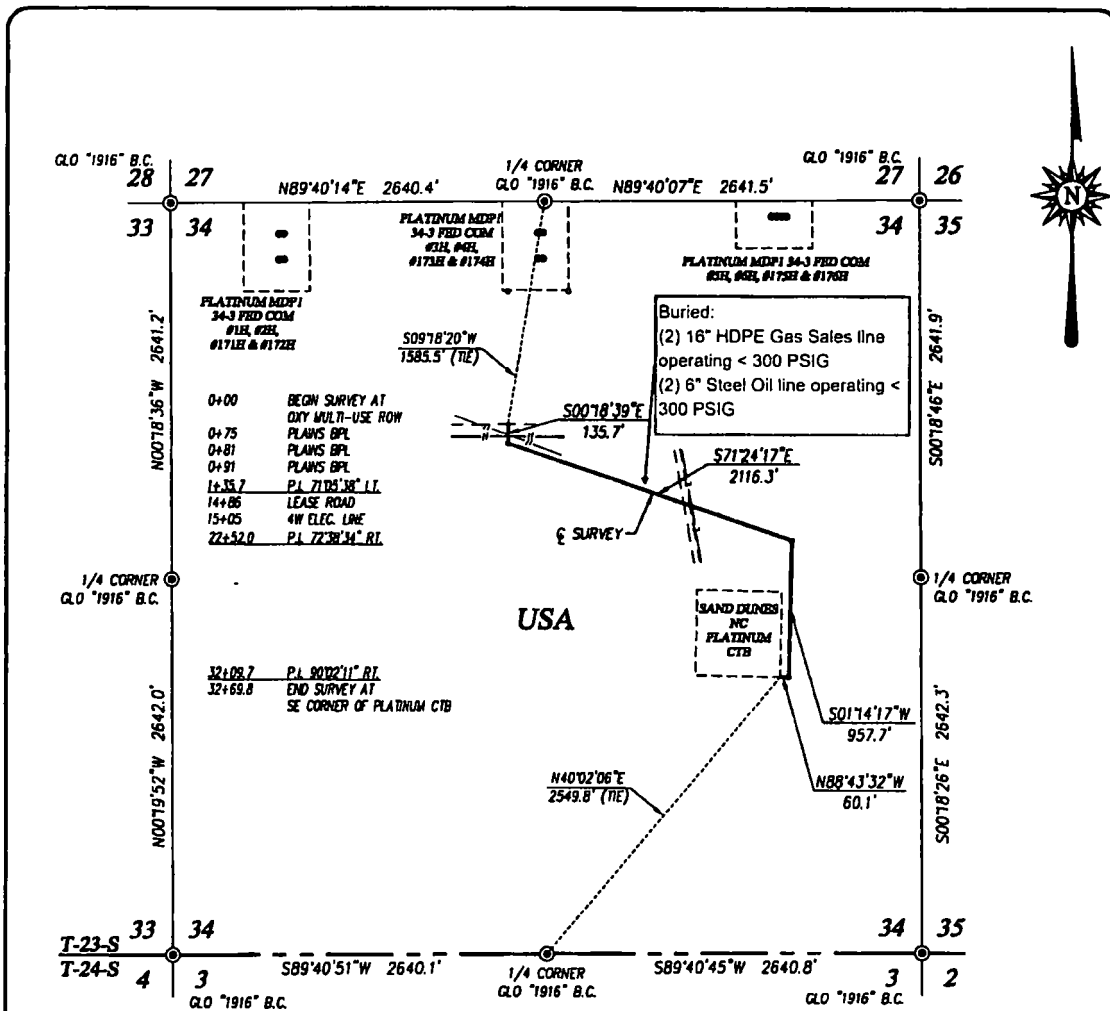 GLO "1916" B.C.
28 27
33 34
N89°40'14"E 2640.4'
1/4 CORNER
GLO "1916" B.C.
N89°40'07"E 2641.5'
GLO "1916" B.C.
27 26
34 35
N
PLATINUM MDP1
34-3 FED COM
#1H, #2H,
#171H & #172H
PLATINUM MDP1
34-3 FED COM
#3H, #4H,
#173H & #174H
PLATINUM MDP1 34-3 FED COM
#5H, #6H, #175H & #176H
Buried:
(2) 16" HDPE Gas Sales line
operating < 300 PSIG
(2) 6" Steel Oil line operating <
300 PSIG
N00°18'36"W 2641.2'
S00°18'46"E 2641.9'
S09°18'20"W
1585.5' (TIE)
S00°18'39"E
135.7'
S71°24'17"E
2116.3'
℄ SURVEY
0+00 BEGIN SURVEY AT
OXY MULTI-USE ROW
0+75 PLAINS BPL
0+81 PLAINS BPL
0+91 PLAINS BPL
1+35.7 P.I. 71°05'38" LT.
14+86 LEASE ROAD
15+05 4W ELEC. LINE
22+52.0 P.I. 72°38'34" RT.
1/4 CORNER
GLO "1916" B.C.
1/4 CORNER
GLO "1916" B.C.
USA
SAND DUNES
NC
PLATINUM
CTB
32+09.7 P.I. 90°02'11" RT.
32+69.8 END SURVEY AT
SE CORNER OF PLATINUM CTB
S01°14'17"W
957.7'
N88°43'32"W
60.1'
N40°02'06"E
2549.8' (TIE)
N00°19'52"W 2642.0'
S00°18'26"E 2642.3'
T-23-S
T-24-S
33 34
4 3
GLO "1916" B.C.
S89°40'51"W 2640.1'
1/4 CORNER
GLO "1916" B.C.
S89°40'45"W 2640.8'
34 35
3 2
GLO "1916" B.C.